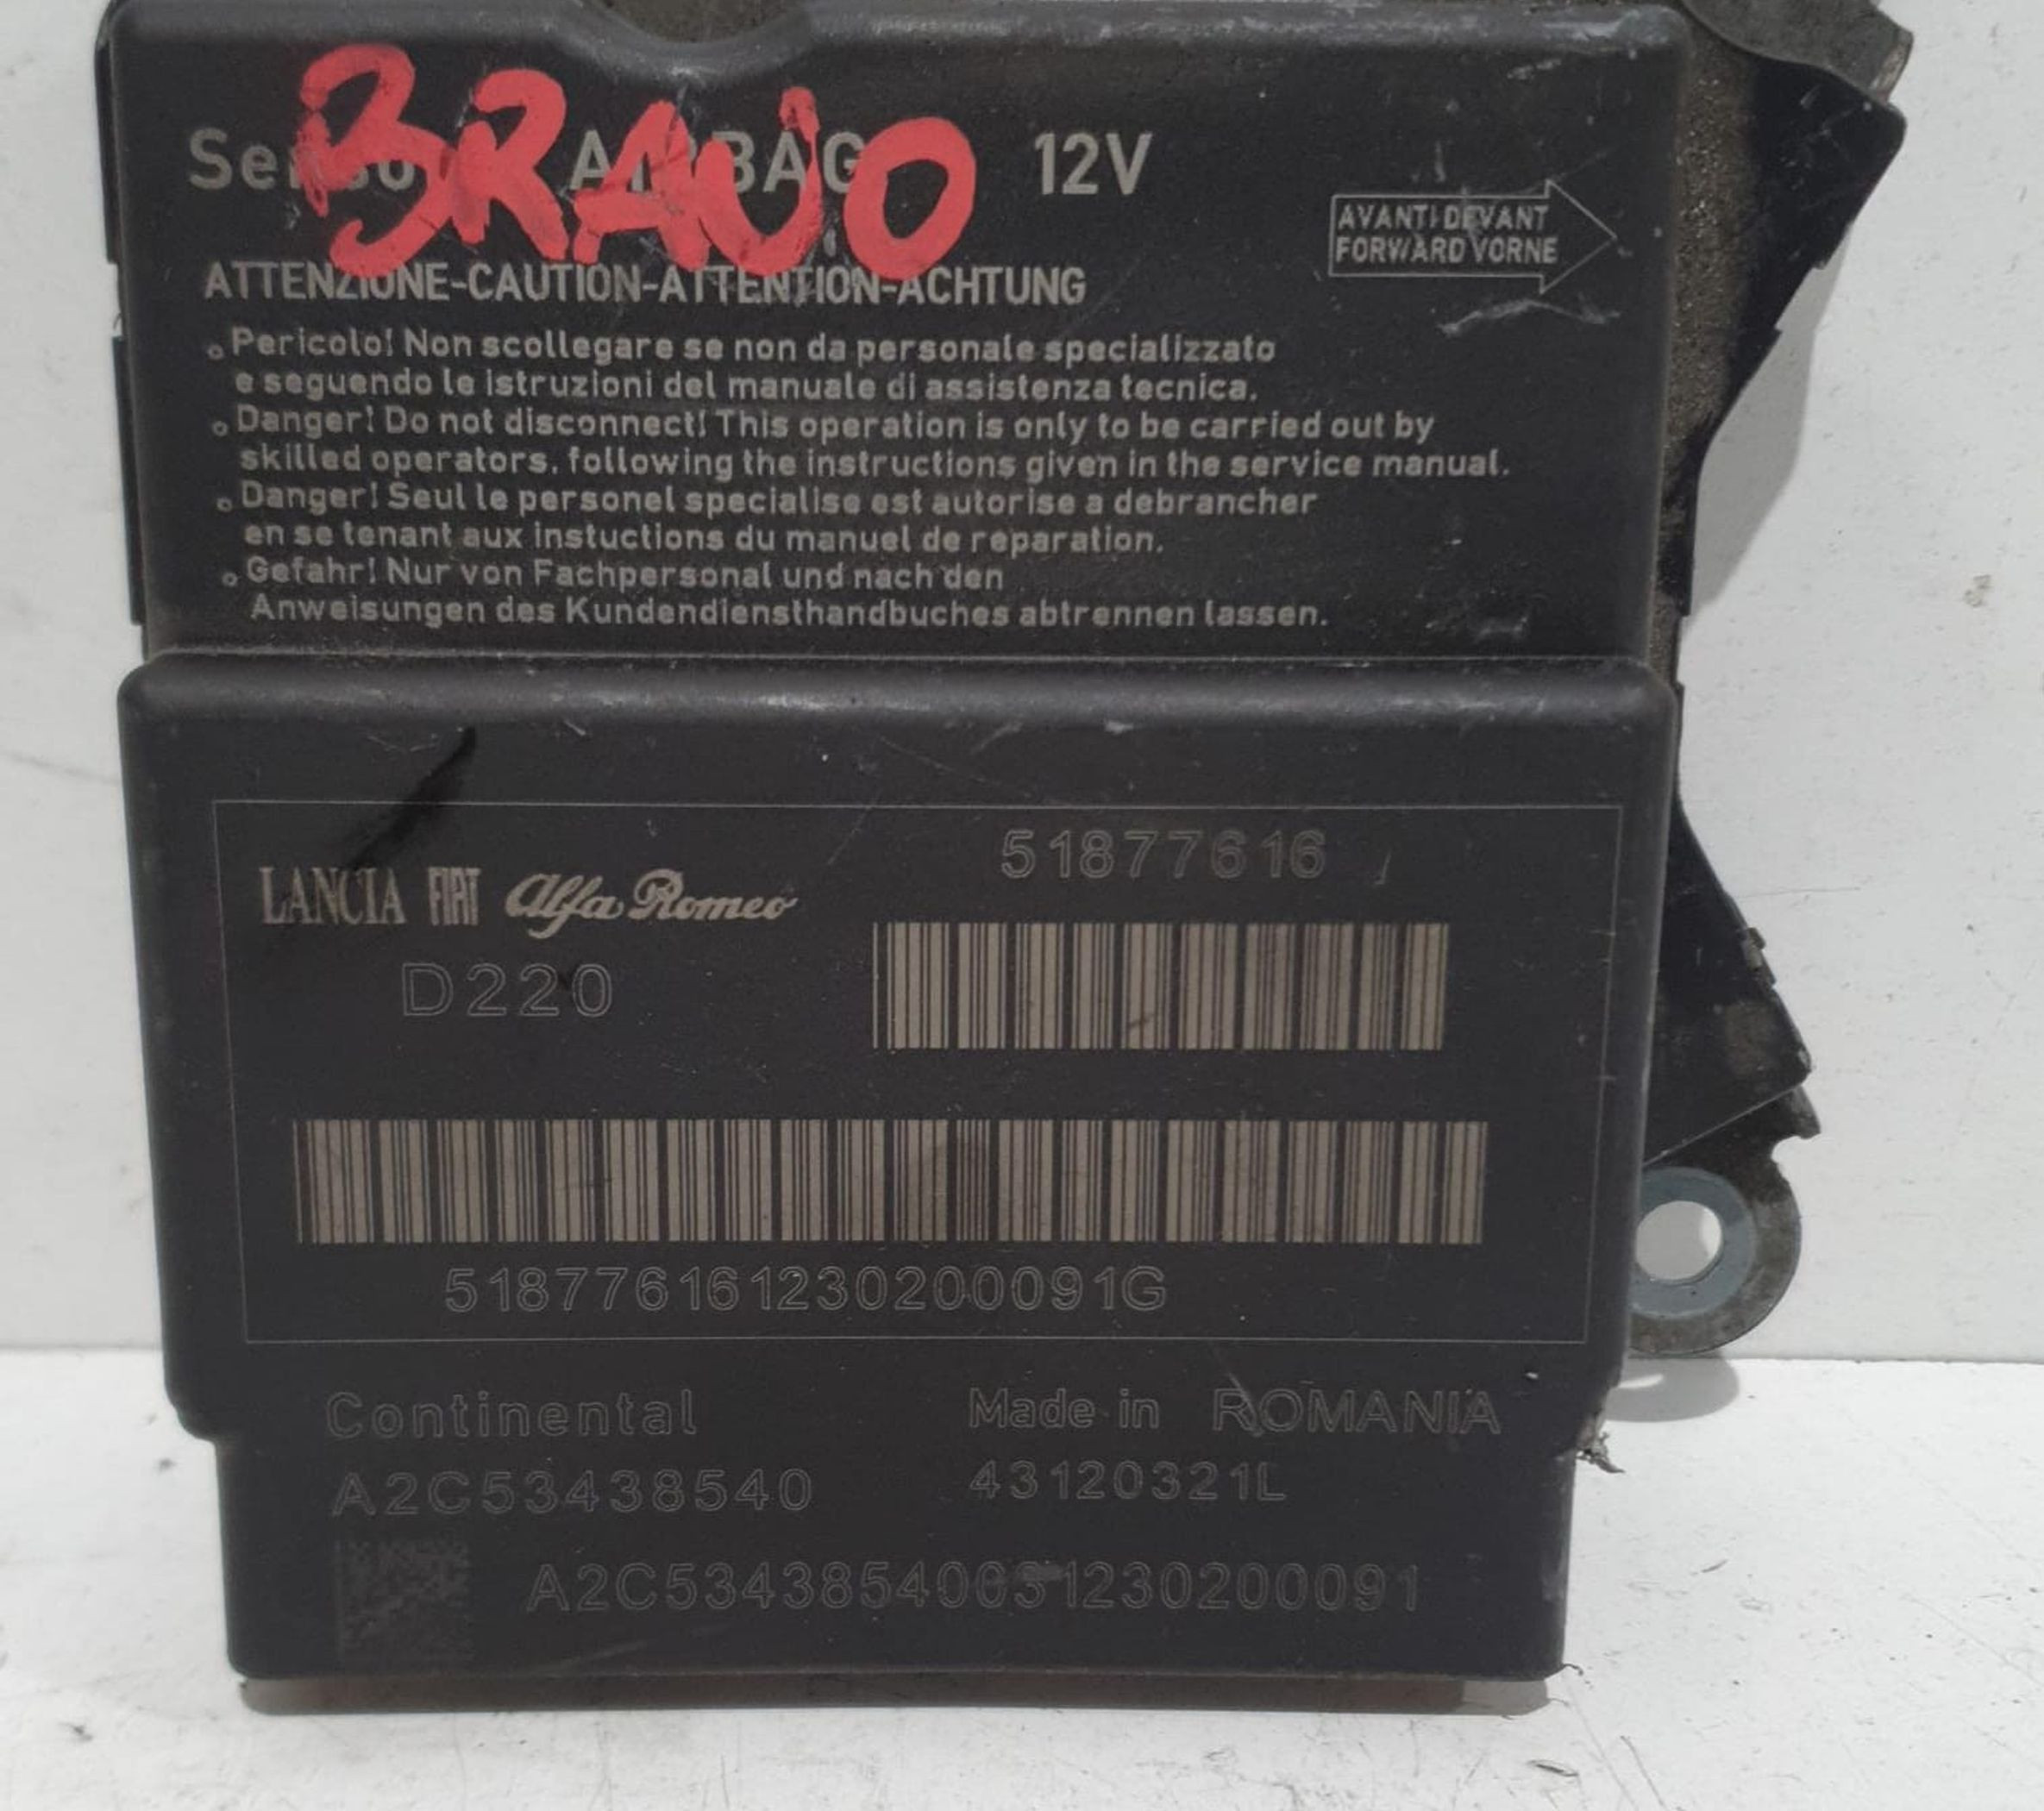 BRAVO
Sensor AIRBAG 12V
AVANTI DEVANT
FORWARD VORNE
ATTENZIONE-CAUTION-ATTENTION-ACHTUNG
Pericolo! Non scollegare se non da personale specializzato
e seguendo le istruzioni del manuale di assistenza tecnica.
Danger! Do not disconnect! This operation is only to be carried out by
skilled operators, following the instructions given in the service manual.
Danger! Seul le personel specialise est autorise a debrancher
en se tenant aux instuctions du manuel de reparation.
Gefahr! Nur von Fachpersonal und nach den
Anweisungen des Kundendiensthandbuches abtrennen lassen.
51877616
LANCIA FIAT Alfa Romeo
D220
518776161230200091G
Continental Made in ROMANIA
A2C53438540 43120321L
A2C53438540031230200091